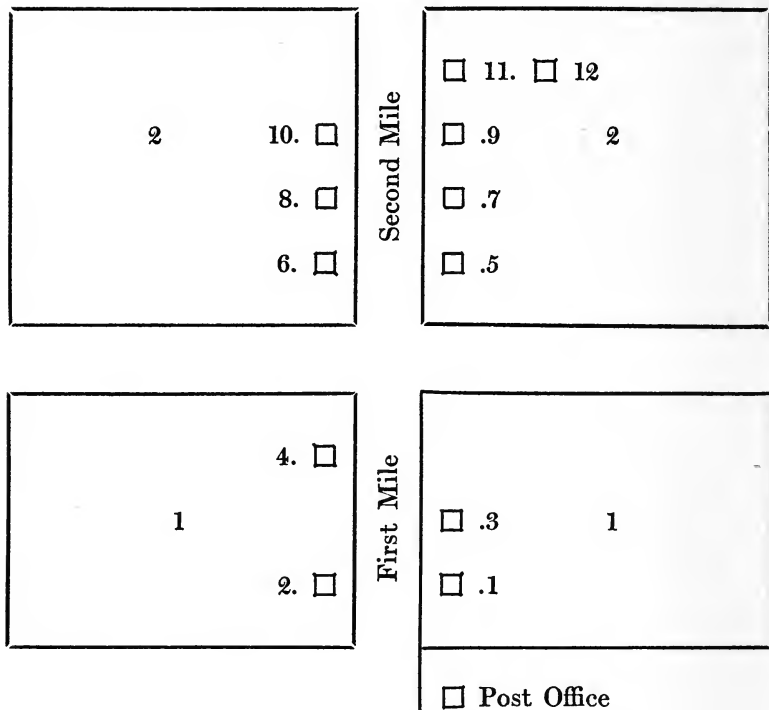 11. 12
2 10. .9 2
8. .7
6. .5
Second Mile
4.
1 .3 1
2. .1
First Mile
Post Office